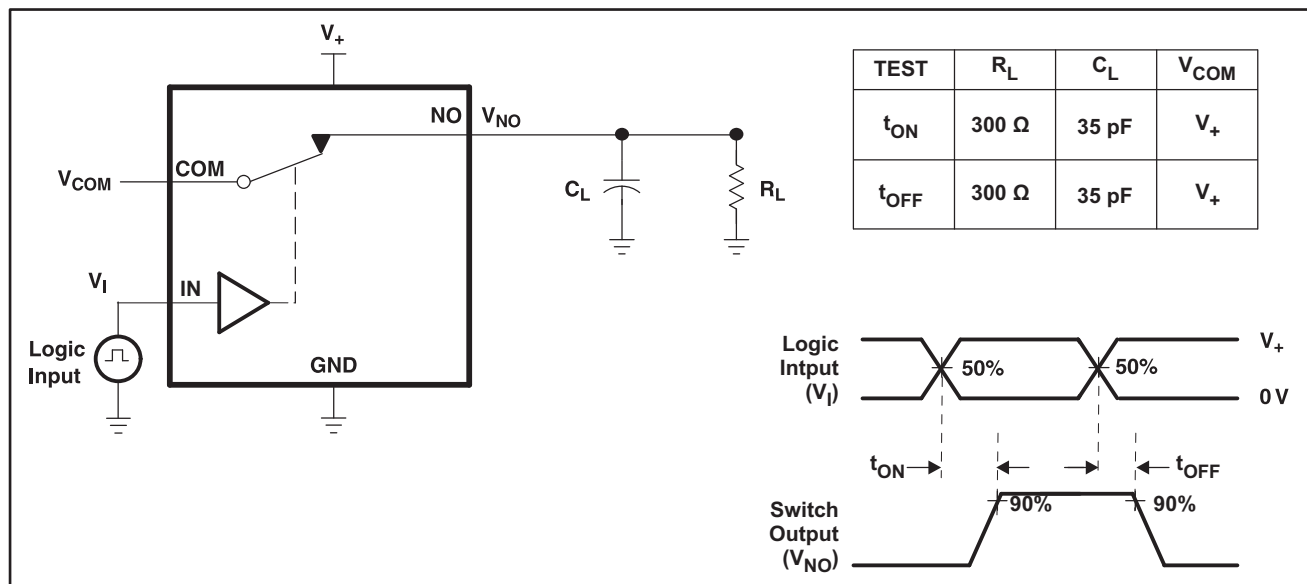 V+
NO
VNO
COM
VCOM
CL
RL
VI
IN
Logic
Input
GND
TEST RL CL VCOM
tON 300 Ω 35 pF V+
tOFF 300 Ω 35 pF V+
Logic
Intput
(VI)
50%
50%
V+
0 V
tON
tOFF
Switch
Output
(VNO)
90%
90%